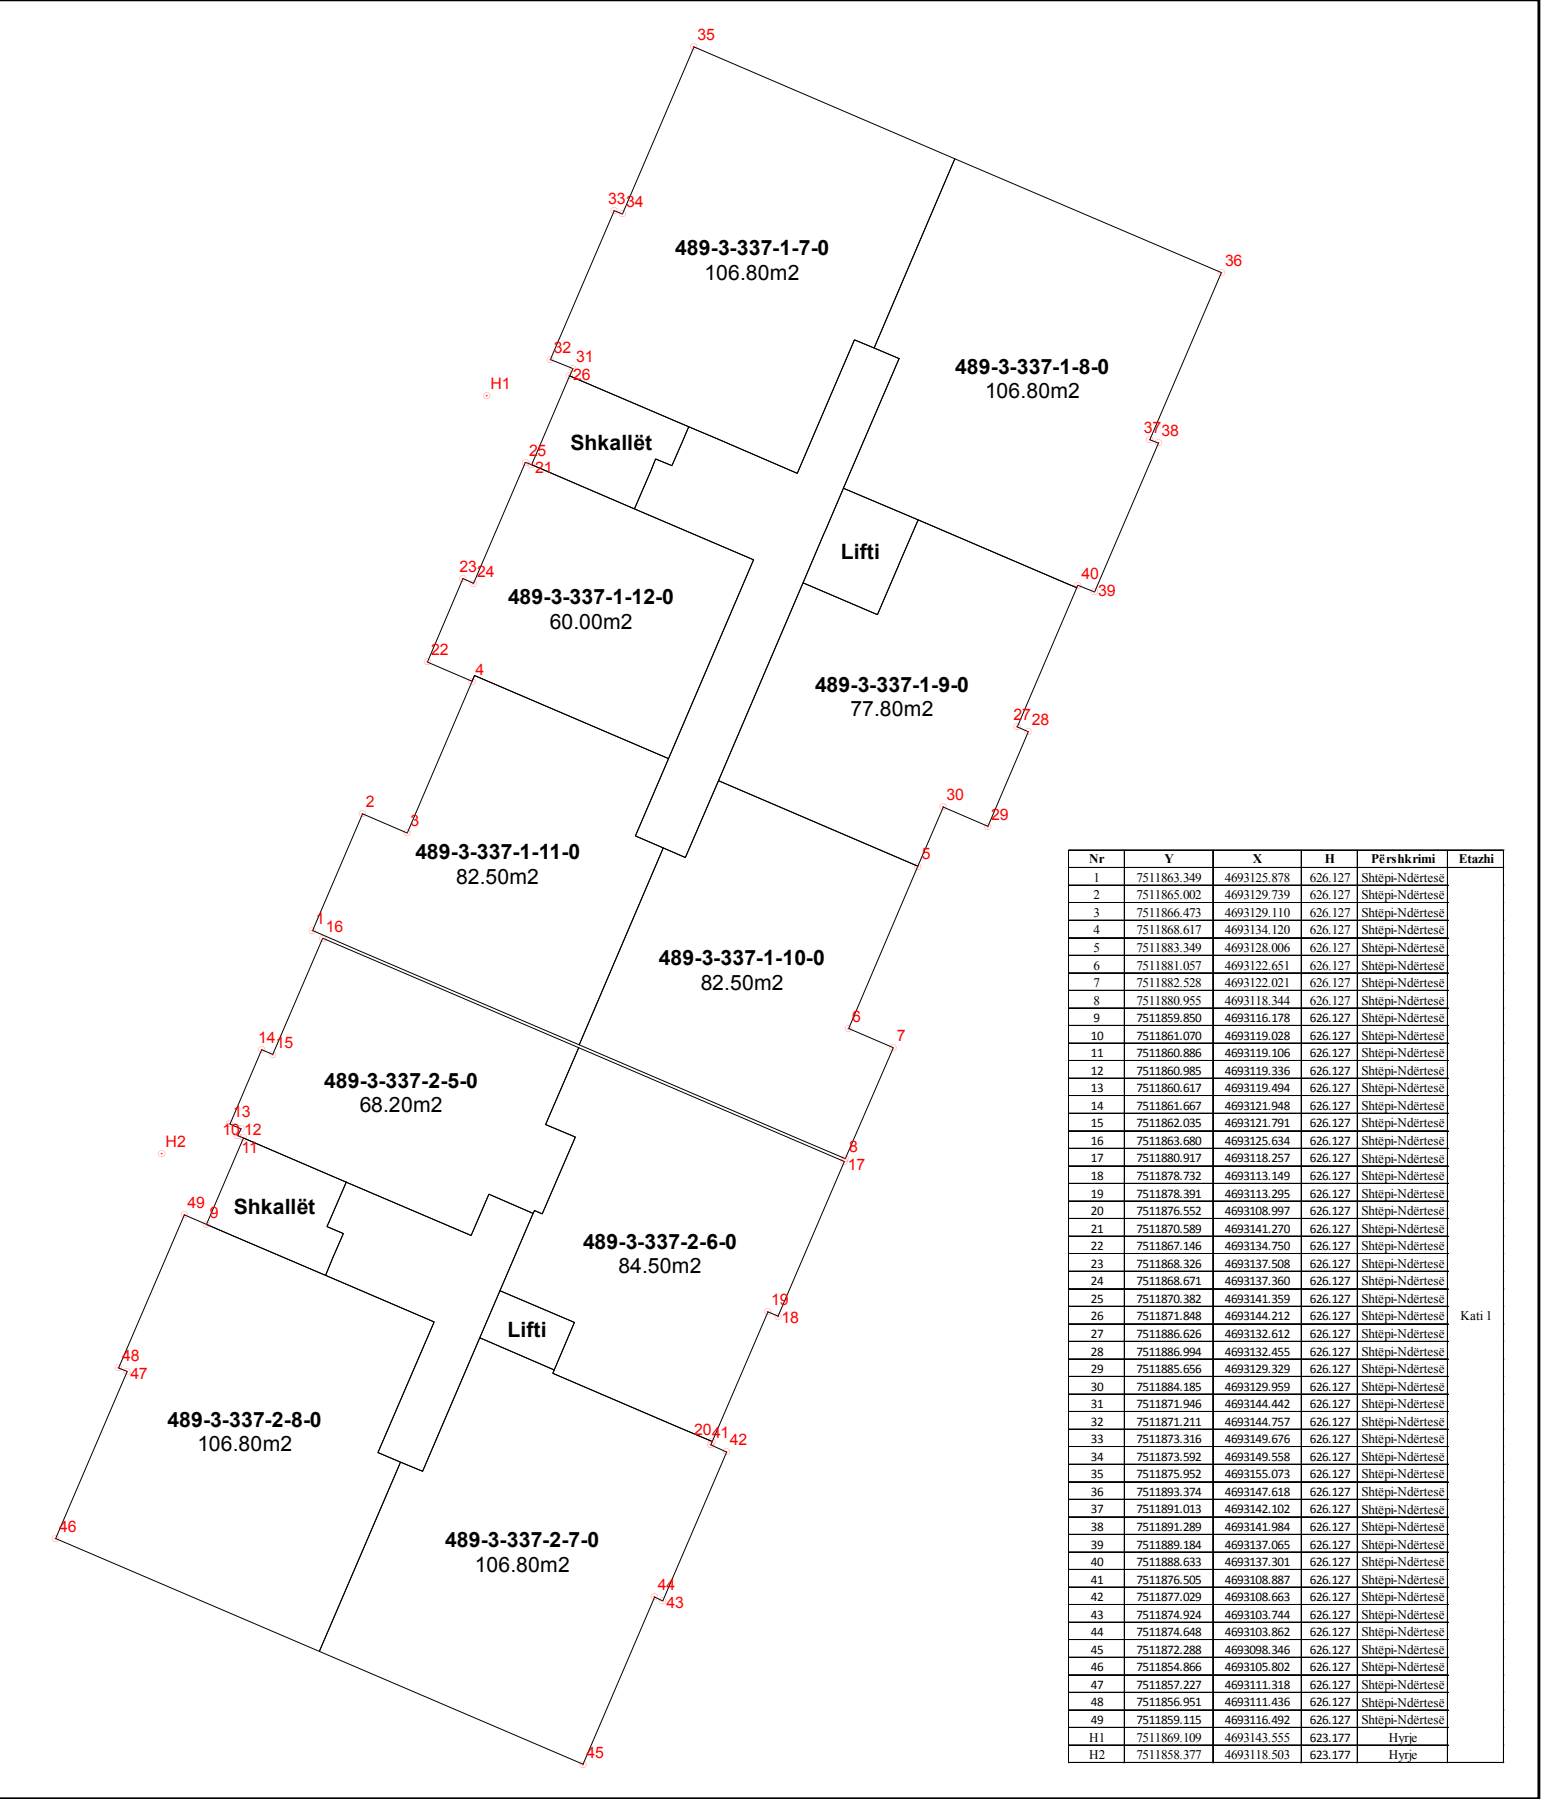 35
33 34
489-3-337-1-7-0
106.80m2
36
32
31
26
H1
489-3-337-1-8-0
106.80m2
37 38
Shkallët
25
21
Lifti
23 24
489-3-337-1-12-0
60.00m2
40
39
22
4
489-3-337-1-9-0
77.80m2
27 28
2
3
30
29
489-3-337-1-11-0
82.50m2
5
1 16
489-3-337-1-10-0
82.50m2
6
7
14 15
489-3-337-2-5-0
68.20m2
13
10 12
11
H2
8
17
49
9
Shkallët
489-3-337-2-6-0
84.50m2
19
18
Lifti
48
47
20 41 42
489-3-337-2-8-0
106.80m2
46
489-3-337-2-7-0
106.80m2
44
43
45
Nr Y X H Përshkrimi Etazhi
1 7511863.349 4693125.878 626.127 Shtëpi-Ndërtesë
2 7511865.002 4693129.739 626.127 Shtëpi-Ndërtesë
3 7511866.473 4693129.110 626.127 Shtëpi-Ndërtesë
4 7511868.617 4693134.120 626.127 Shtëpi-Ndërtesë
5 7511883.349 4693128.006 626.127 Shtëpi-Ndërtesë
6 7511881.057 4693122.651 626.127 Shtëpi-Ndërtesë
7 7511882.528 4693122.021 626.127 Shtëpi-Ndërtesë
8 7511880.955 4693118.344 626.127 Shtëpi-Ndërtesë
9 7511859.850 4693116.178 626.127 Shtëpi-Ndërtesë
10 7511861.070 4693119.028 626.127 Shtëpi-Ndërtesë
11 7511860.886 4693119.106 626.127 Shtëpi-Ndërtesë
12 7511860.985 4693119.336 626.127 Shtëpi-Ndërtesë
13 7511860.617 4693119.494 626.127 Shtëpi-Ndërtesë
14 7511861.667 4693121.948 626.127 Shtëpi-Ndërtesë
15 7511862.035 4693121.791 626.127 Shtëpi-Ndërtesë
16 7511863.680 4693125.634 626.127 Shtëpi-Ndërtesë
17 7511880.917 4693118.257 626.127 Shtëpi-Ndërtesë
18 7511878.732 4693113.149 626.127 Shtëpi-Ndërtesë
19 7511878.391 4693113.295 626.127 Shtëpi-Ndërtesë
20 7511876.552 4693108.997 626.127 Shtëpi-Ndërtesë
21 7511870.589 4693141.270 626.127 Shtëpi-Ndërtesë
22 7511867.146 4693134.750 626.127 Shtëpi-Ndërtesë
23 7511868.326 4693137.508 626.127 Shtëpi-Ndërtesë
24 7511868.671 4693137.360 626.127 Shtëpi-Ndërtesë
25 7511870.382 4693141.359 626.127 Shtëpi-Ndërtesë
26 7511871.848 4693144.212 626.127 Shtëpi-Ndërtesë Kati 1
27 7511886.626 4693132.612 626.127 Shtëpi-Ndërtesë
28 7511886.994 4693132.455 626.127 Shtëpi-Ndërtesë
29 7511885.656 4693129.329 626.127 Shtëpi-Ndërtesë
30 7511884.185 4693129.959 626.127 Shtëpi-Ndërtesë
31 7511871.946 4693144.442 626.127 Shtëpi-Ndërtesë
32 7511871.211 4693144.757 626.127 Shtëpi-Ndërtesë
33 7511873.316 4693149.676 626.127 Shtëpi-Ndërtesë
34 7511873.592 4693149.558 626.127 Shtëpi-Ndërtesë
35 7511875.952 4693155.073 626.127 Shtëpi-Ndërtesë
36 7511893.374 4693147.618 626.127 Shtëpi-Ndërtesë
37 7511891.013 4693142.102 626.127 Shtëpi-Ndërtesë
38 7511891.289 4693141.984 626.127 Shtëpi-Ndërtesë
39 7511889.184 4693137.065 626.127 Shtëpi-Ndërtesë
40 7511888.633 4693137.301 626.127 Shtëpi-Ndërtesë
41 7511876.505 4693108.887 626.127 Shtëpi-Ndërtesë
42 7511877.029 4693108.663 626.127 Shtëpi-Ndërtesë
43 7511874.924 4693103.744 626.127 Shtëpi-Ndërtesë
44 7511874.648 4693103.862 626.127 Shtëpi-Ndërtesë
45 7511872.288 4693098.346 626.127 Shtëpi-Ndërtesë
46 7511854.866 4693105.802 626.127 Shtëpi-Ndërtesë
47 7511857.227 4693111.318 626.127 Shtëpi-Ndërtesë
48 7511856.951 4693111.436 626.127 Shtëpi-Ndërtesë
49 7511859.115 4693116.492 626.127 Shtëpi-Ndërtesë
H1 7511869.109 4693143.555 623.177 Hyrje
H2 7511858.377 4693118.503 623.177 Hyrje